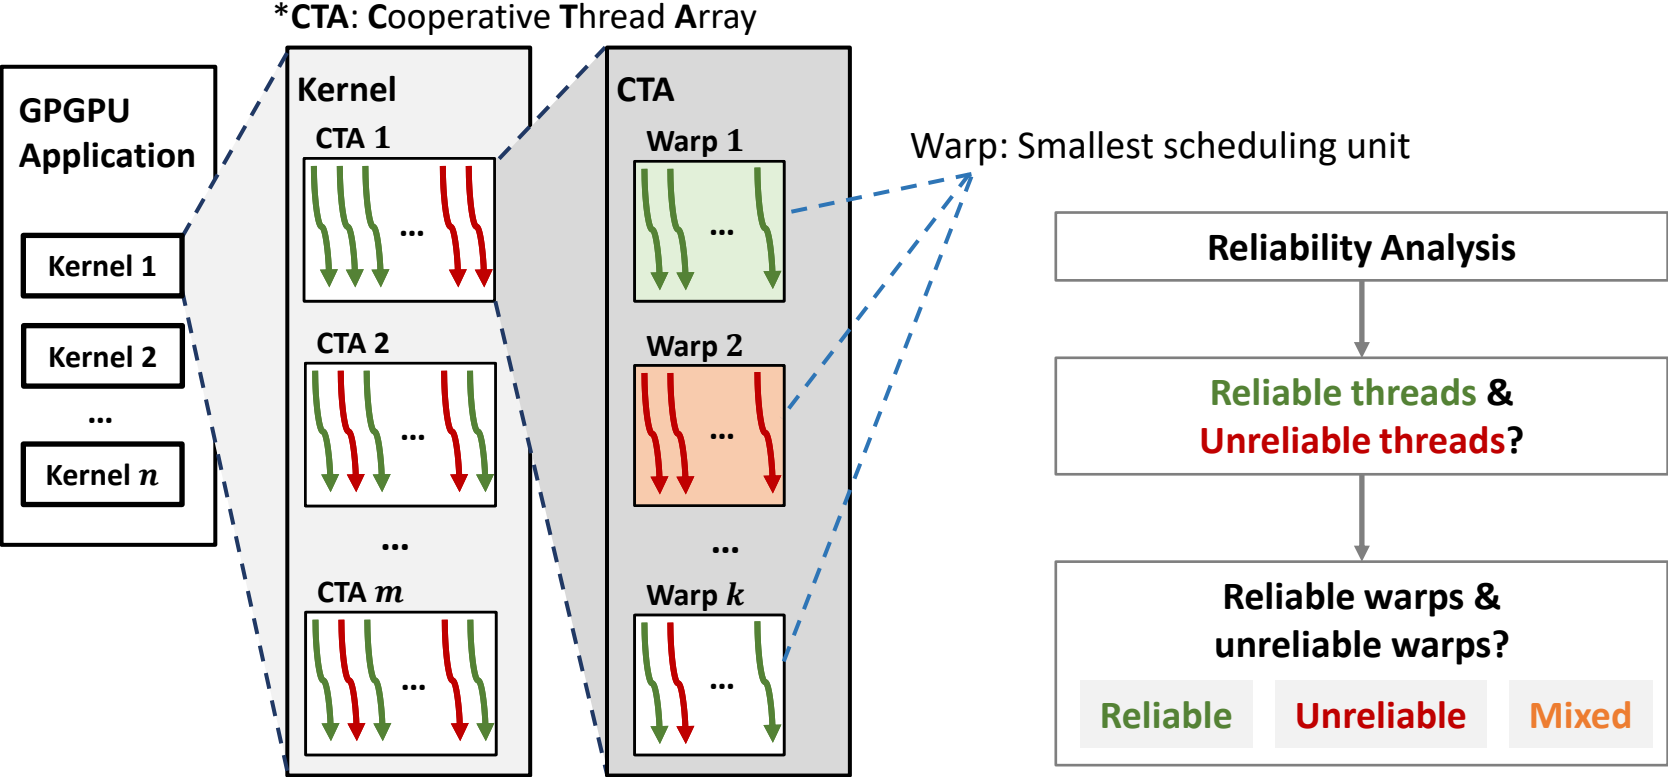 *CTA: Cooperative Thread Array
GPGPU
Application
Kernel 1
Kernel 2
...
Kernel n
Kernel
CTA 1
...
CTA 2
...
...
CTA m
...
CTA
Warp 1
...
Warp 2
...
...
Warp k
...
Warp: Smallest scheduling unit
Reliability Analysis
Reliable threads &
Unreliable threads?
Reliable warps &
unreliable warps?
Reliable
Unreliable
Mixed